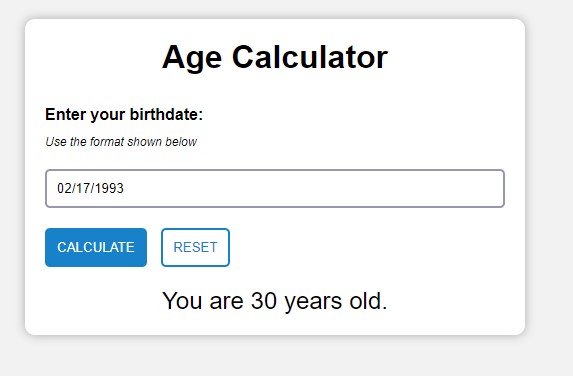 Age Calculator
Enter your birthdate:
Use the format shown below
02/17/1993
CALCULATE RESET
You are 30 years old.